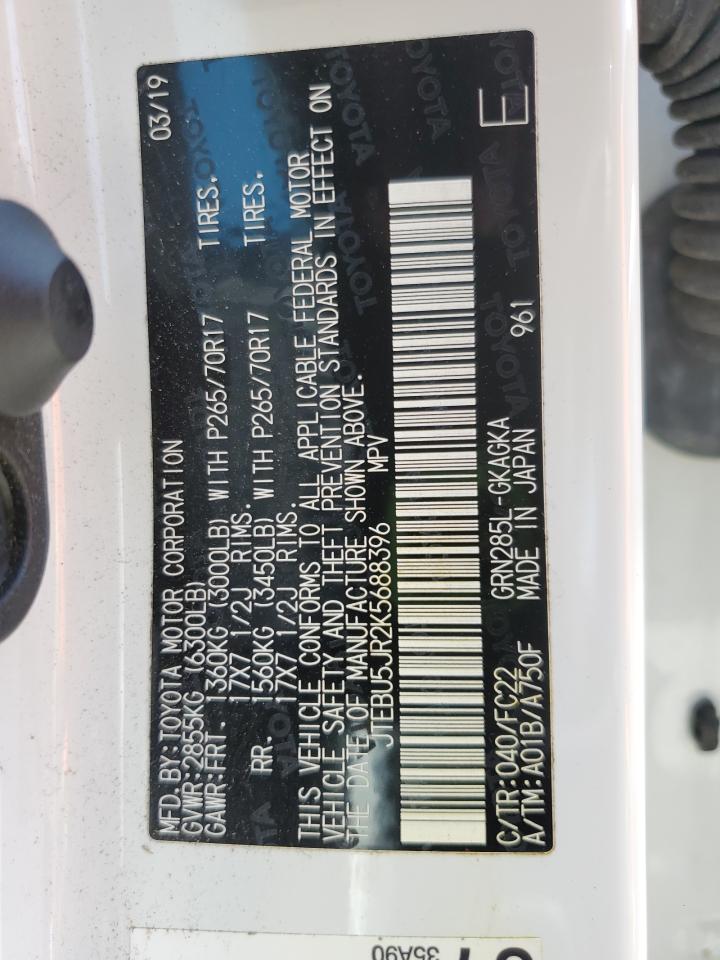 MFD. BY: TOYOTA MOTOR CORPORATION 03/19
GVWR: 2855KG (6300LB)
GAWR: FRT. 1360KG (3000LB) WITH P265/70R17 TIRES.
17X7 1/2J RIMS.
RR. 1560KG (3450LB) WITH P265/70R17 TIRES.
17X7 1/2J RIMS.
THIS VEHICLE CONFORMS TO ALL APPLICABLE FEDERAL MOTOR
VEHICLE SAFETY AND THEFT PREVENTION STANDARDS IN EFFECT ON
THE DATE OF MANUFACTURE SHOWN ABOVE.
JTEBU5JR2K5688396 MPV
C/TR: 040/FC22 GRN285L-GKAGKA 961 E
A/TM: A01B/A750F MADE IN JAPAN
35A90